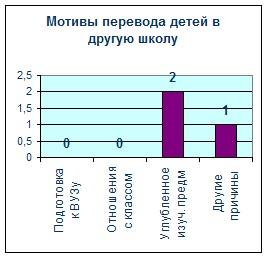 Мотивы перевода детей в
другую школу
2,5
2
1,5
1
0,5
0
0
0
2
1
Подготовка
к ВУЗу
Отношения
с классом
Углубленное
изуч. предм
Другие
причины